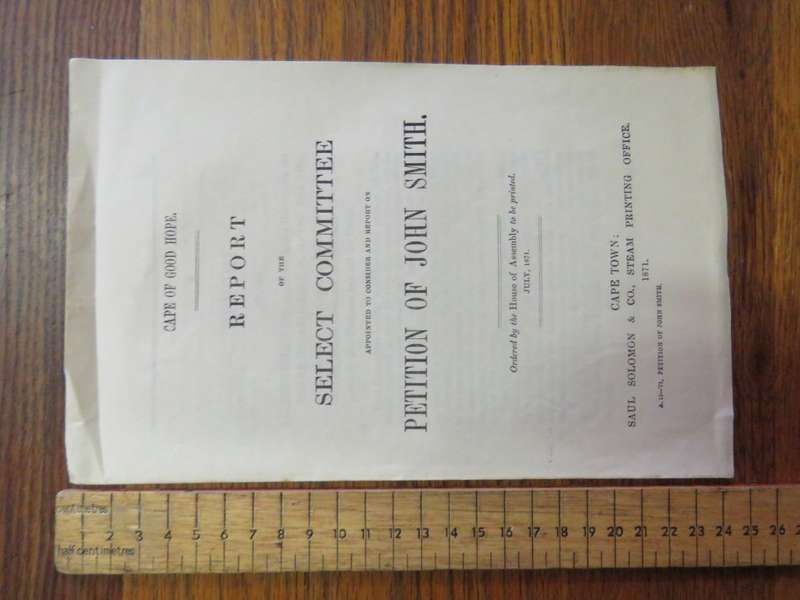 CAPE OF GOOD HOPE.
REPORT
OF THE
SELECT COMMITTEE
APPOINTED TO CONSIDER AND REPORT ON
PETITION OF JOHN SMITH.
Ordered by the House of Assembly to be printed.
JULY, 1871.
CAPE TOWN:
SAUL SOLOMON & CO., STEAM PRINTING OFFICE.
1871.
PETITION OF JOHN SMITH.
centimetres
2 3 4 5 6 7 8 9 10 11 12 13 14 15 16 17 18 19 20 21 22 23 24 25 26
half centimetres